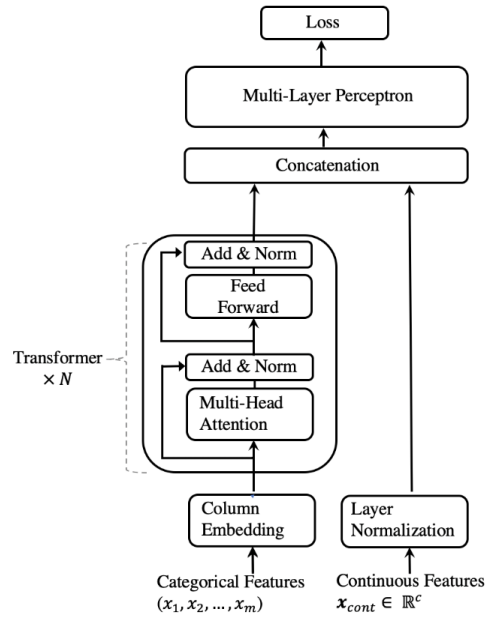 Loss
Multi-Layer Perceptron
Concatenation
Add & Norm
Feed
Forward
Transformer
× N
Add & Norm
Multi-Head
Attention
Column
Embedding
Layer
Normalization
Categorical Features
(x₁, x₂, ..., xₘ)
Continuous Features
𝒙_cont ∈ ℝᶜ